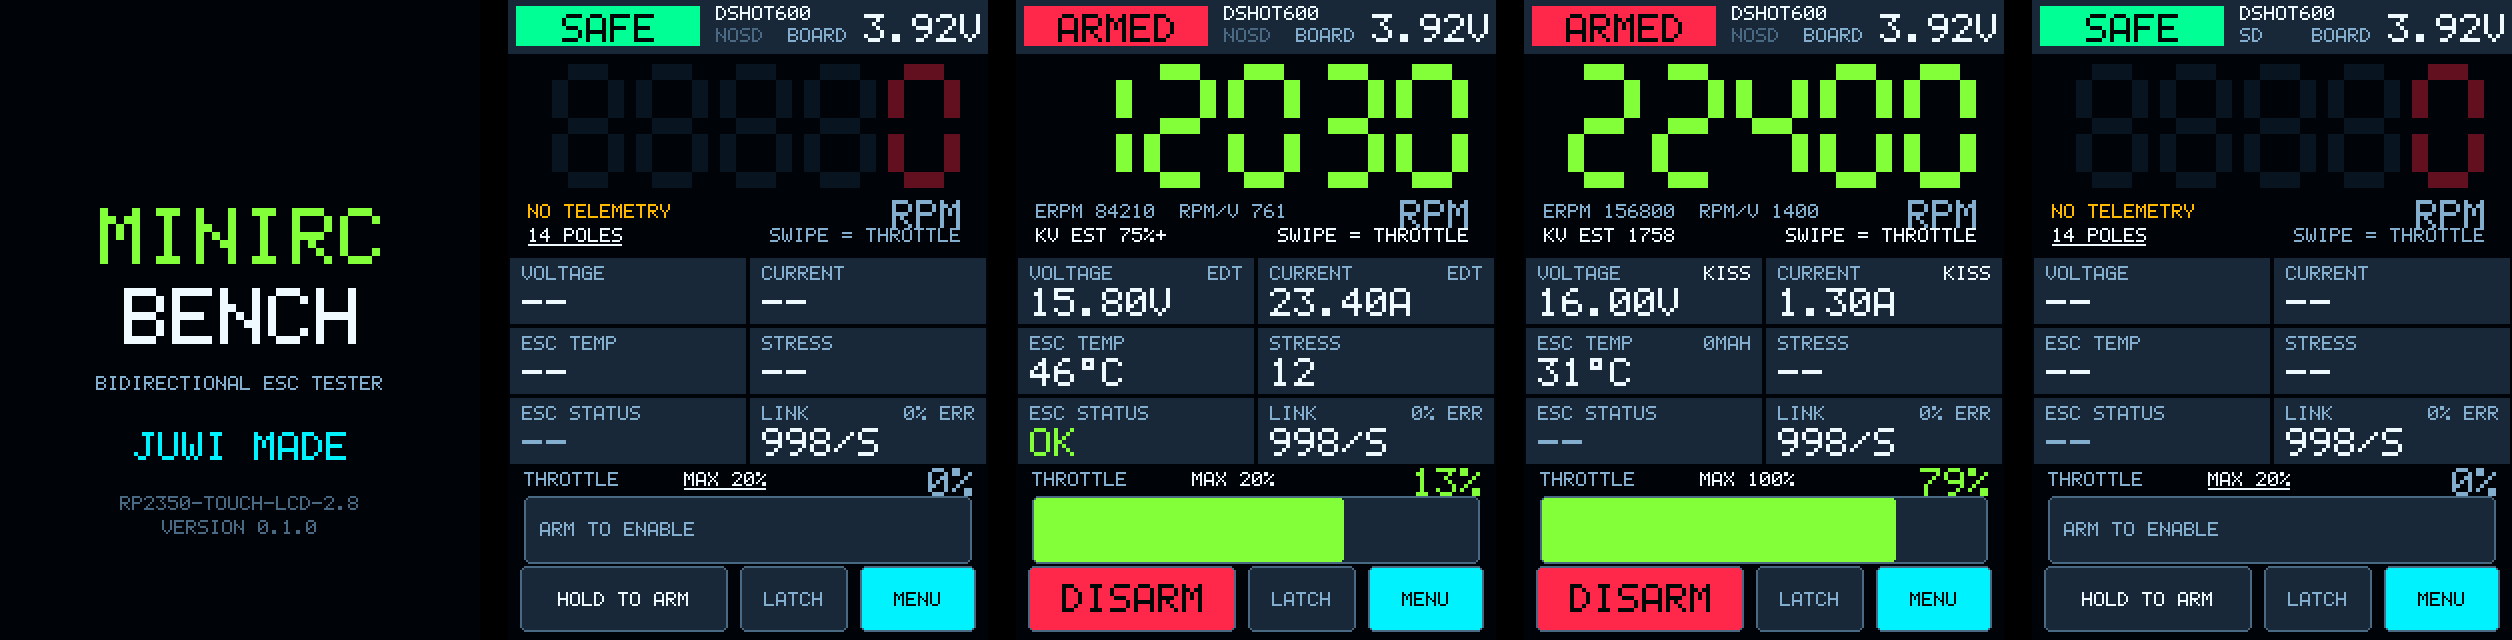 MINIRC
BENCH
BIDIRECTIONAL ESC TESTER
JUWI MADE
RP2350-TOUCH-LCD-2.8
VERSION 0.1.0
SAFE DSHOT600
NOSD BOARD 3.92V
0
NO TELEMETRY RPM
14 POLES SWIPE = THROTTLE
VOLTAGE CURRENT
-- --
ESC TEMP STRESS
-- --
ESC STATUS LINK 0% ERR
-- 998/S
THROTTLE MAX 20% 0%
ARM TO ENABLE
HOLD TO ARM LATCH MENU
ARMED DSHOT600
NOSD BOARD 3.92V
12030
ERPM 84210 RPM/V 761 RPM
KV EST 75%+ SWIPE = THROTTLE
VOLTAGE EDT CURRENT EDT
15.80V 23.40A
ESC TEMP STRESS
46°C 12
ESC STATUS LINK 0% ERR
OK 998/S
THROTTLE MAX 20% 13%
DISARM LATCH MENU
ARMED DSHOT600
NOSD BOARD 3.92V
22400
ERPM 156800 RPM/V 1400 RPM
KV EST 1758 SWIPE = THROTTLE
VOLTAGE KISS CURRENT KISS
16.00V 1.30A
ESC TEMP 0MAH STRESS
31°C --
ESC STATUS LINK 0% ERR
-- 998/S
THROTTLE MAX 100% 79%
DISARM LATCH MENU
SAFE DSHOT600
SD BOARD 3.92V
0
NO TELEMETRY RPM
14 POLES SWIPE = THROTTLE
VOLTAGE CURRENT
-- --
ESC TEMP STRESS
-- --
ESC STATUS LINK 0% ERR
-- 998/S
THROTTLE MAX 20% 0%
ARM TO ENABLE
HOLD TO ARM LATCH MENU